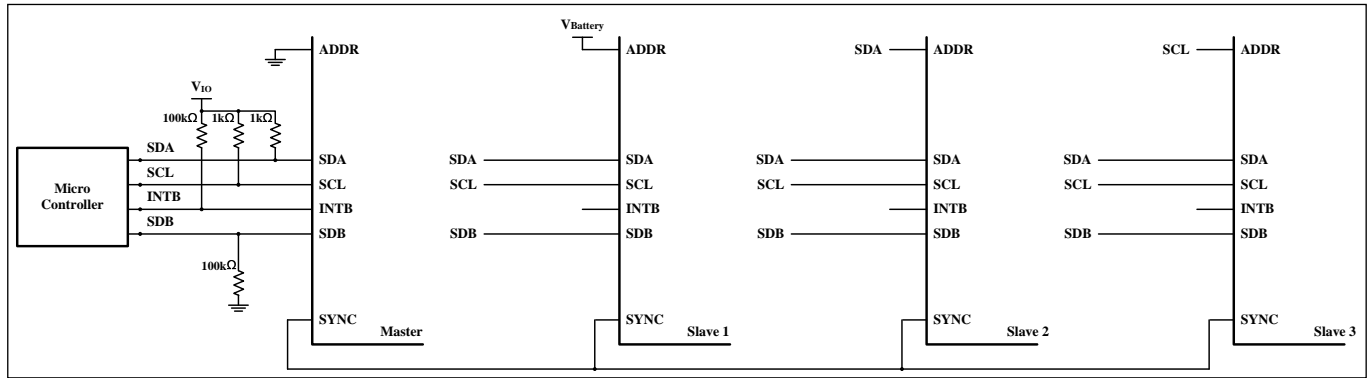 V_Battery
ADDR
SDA ADDR
SCL ADDR
ADDR
V_IO
100kΩ 1kΩ 1kΩ
Micro
Controller
SDA
SCL
INTB
SDB
SDA
SCL
INTB
SDB
100kΩ
SYNC
Master
SDA SDA
SCL SCL
INTB
SDB SDB
SYNC
Slave 1
SDA SDA
SCL SCL
INTB
SDB SDB
SYNC
Slave 2
SDA SDA
SCL SCL
INTB
SDB SDB
SYNC
Slave 3